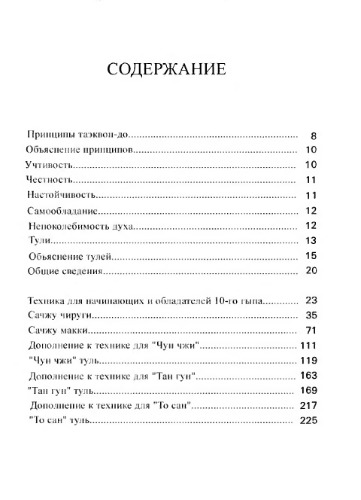 СОДЕРЖАНИЕ
Принципы таэквон-до........................................................ 8
Объяснение принципов.................................................... 10
Учтивость........................................................................... 10
Честность........................................................................... 11
Настойчивость................................................................... 11
Самообладание.................................................................. 12
Непоколебимость духа...................................................... 12
Тули.................................................................................... 13
Объяснение тулей.............................................................. 15
Общие сведения................................................................. 20
Техника для начинающих и обладателей 10-го гыпа............ 23
Сачжу чируги..................................................................... 35
Сачжу макки...................................................................... 71
Дополнение к технике для "Чун чжи"................................ 111
"Чун чжи" туль.................................................................. 119
Дополнение к технике для "Тан гун"................................. 163
"Тан гун" туль.................................................................... 169
Дополнение к технике для "То сан".................................. 217
"То сан" туль..................................................................... 225